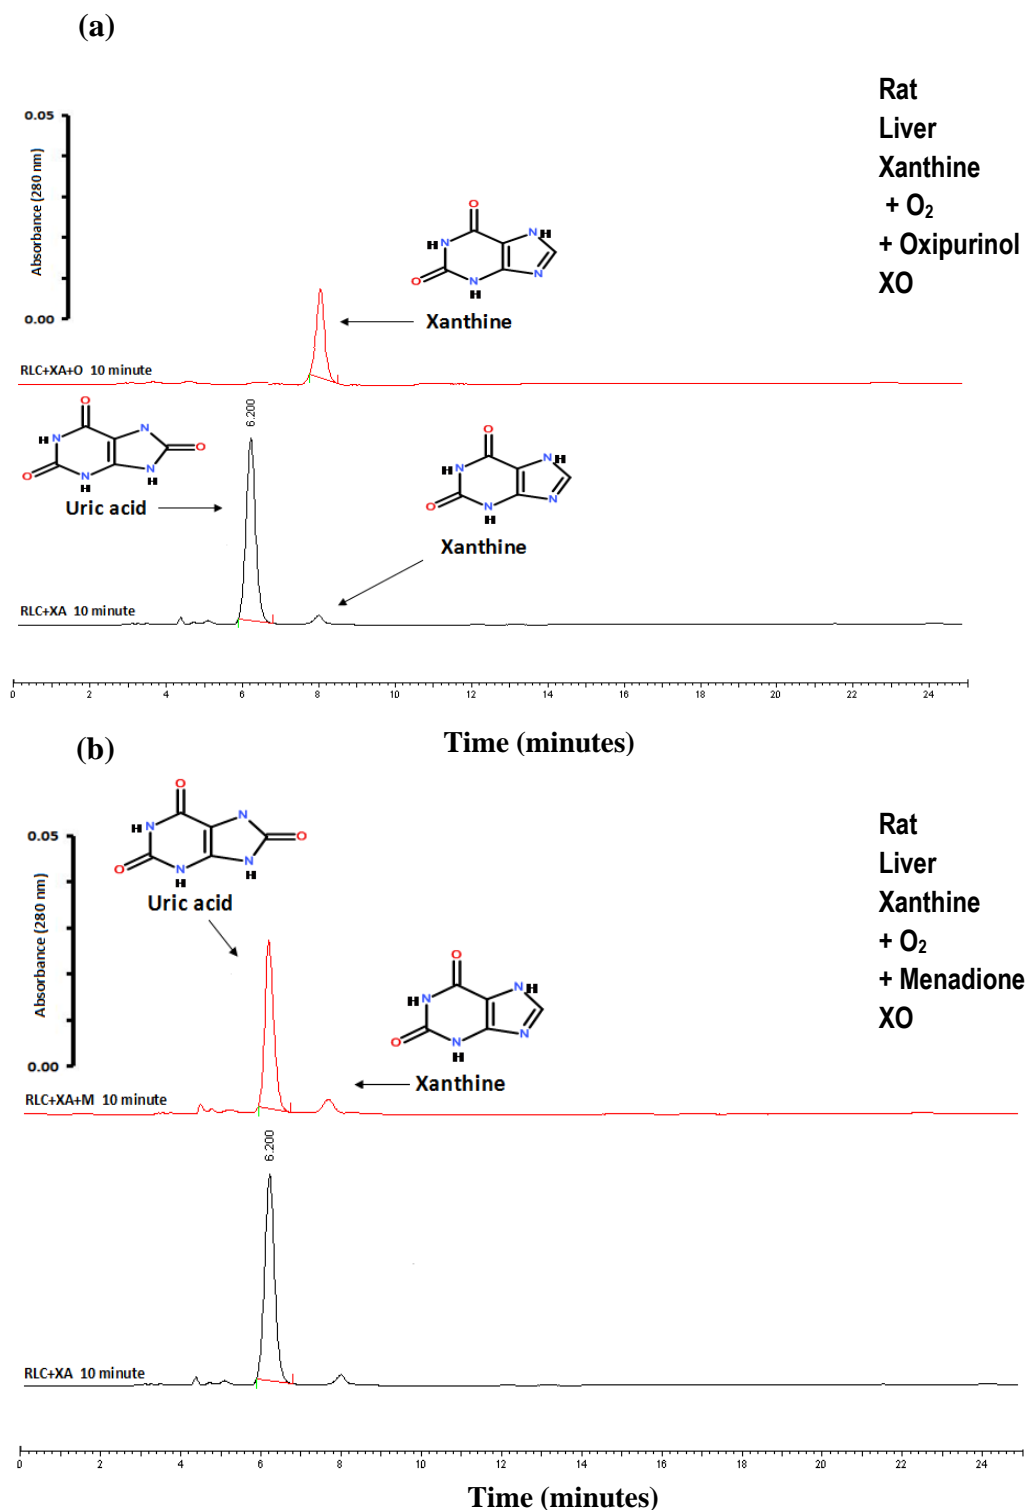 (a)
Rat
Liver
Xanthine
+ O₂
+ Oxipurinol
XO
0.05
Absorbance (280 nm)
0.00
O
H N
N H
O
N
H
N
Xanthine
RLC+XA+O 10 minute
O
H N
N
O
O
N
H
N
H
Uric acid
6.200
O
H N
N H
O
N
H
N
Xanthine
RLC+XA 10 minute
0 2 4 6 8 10 12 14 16 18 20 22 24
Time (minutes)
(b)
O
H N
N
O
O
N
H
N
H
Uric acid
Rat
Liver
Xanthine
+ O₂
+ Menadione
XO
0.05
Absorbance (280 nm)
0.00
O
H N
N H
O
N
H
N
Xanthine
RLC+XA+M 10 minute
6.200
RLC+XA 10 minute
0 2 4 6 8 10 12 14 16 18 20 22 24
Time (minutes)